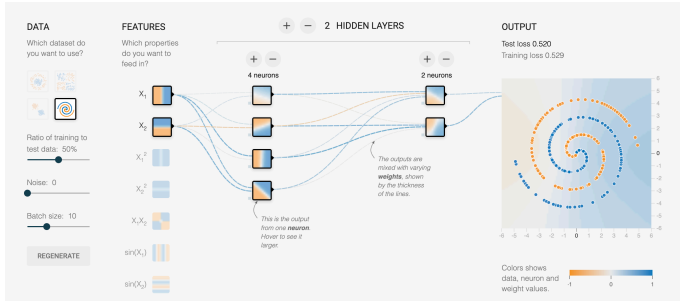 DATA
Which dataset do
you want to use?
Ratio of training to
test data: 50%
Noise: 0
Batch size: 10
REGENERATE
FEATURES
Which properties
do you want to
feed in?
X₁
X₂
X₁²
X₂²
X₁X₂
sin(X₁)
sin(X₂)
+ − 2 HIDDEN LAYERS
+ −
4 neurons
+ −
2 neurons
The outputs are
mixed with varying
weights, shown
by the thickness
of the lines.
This is the output
from one neuron.
Hover to see it
larger.
OUTPUT
Test loss 0.520
Training loss 0.529
6
5
4
3
2
1
0
-1
-2
-3
-4
-5
-6
-6 -5 -4 -3 -2 -1 0 1 2 3 4 5 6
Colors shows
data, neuron and
weight values.
-1 0 1